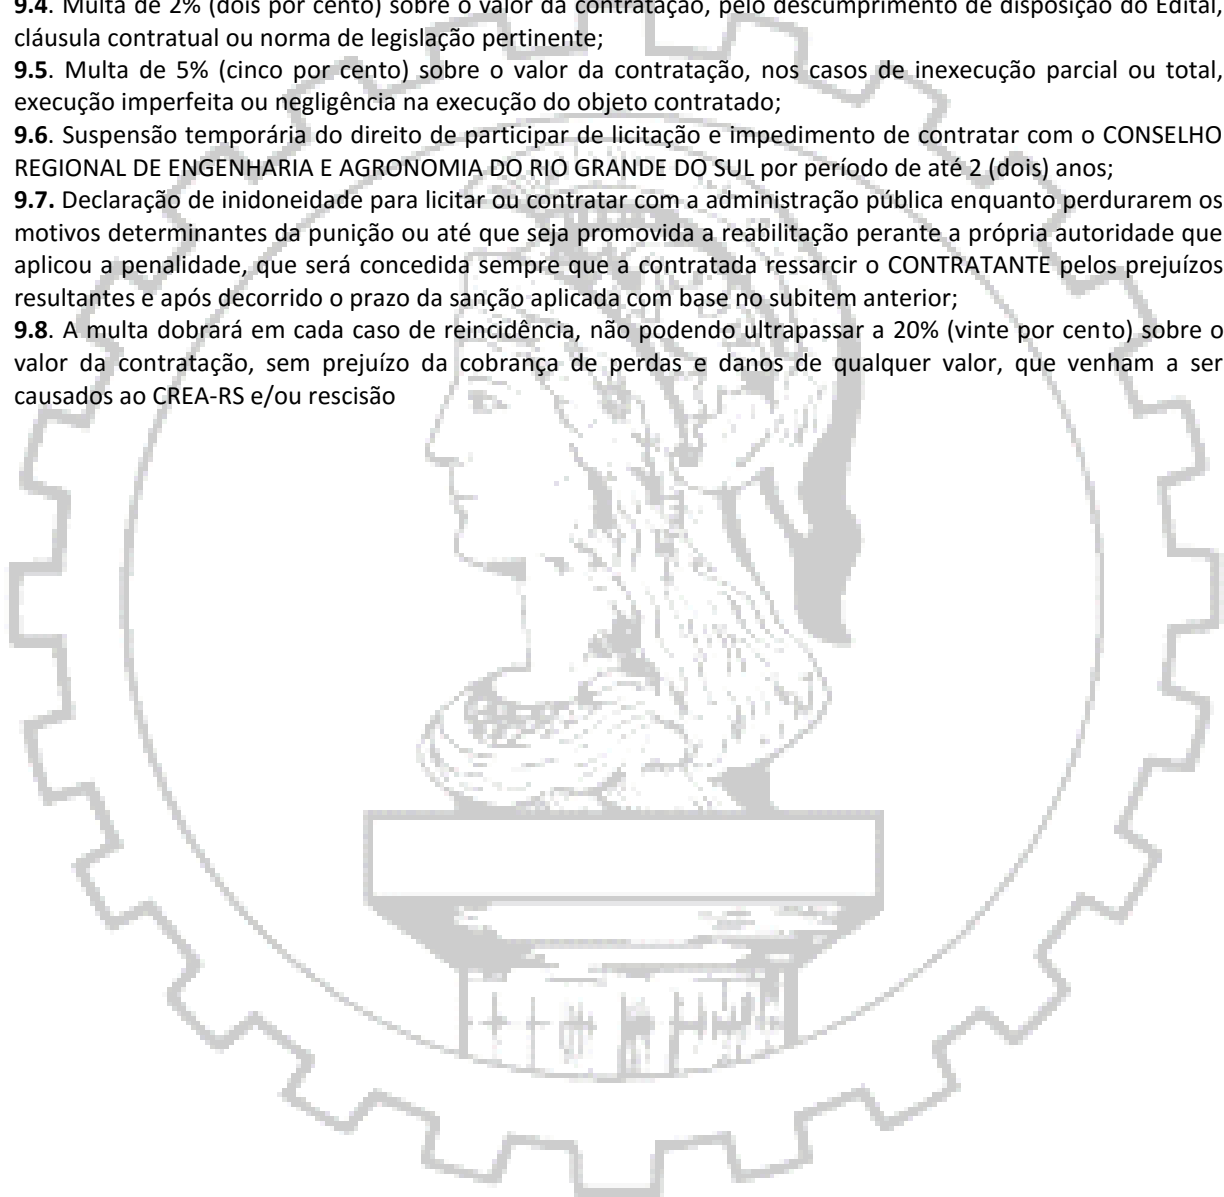 9.4. Multa de 2% (dois por cento) sobre o valor da contratação, pelo descumprimento de disposição do Edital,
cláusula contratual ou norma de legislação pertinente;
9.5. Multa de 5% (cinco por cento) sobre o valor da contratação, nos casos de inexecução parcial ou total,
execução imperfeita ou negligência na execução do objeto contratado;
9.6. Suspensão temporária do direito de participar de licitação e impedimento de contratar com o CONSELHO
REGIONAL DE ENGENHARIA E AGRONOMIA DO RIO GRANDE DO SUL por período de até 2 (dois) anos;
9.7. Declaração de inidoneidade para licitar ou contratar com a administração pública enquanto perdurarem os
motivos determinantes da punição ou até que seja promovida a reabilitação perante a própria autoridade que
aplicou a penalidade, que será concedida sempre que a contratada ressarcir o CONTRATANTE pelos prejuízos
resultantes e após decorrido o prazo da sanção aplicada com base no subitem anterior;
9.8. A multa dobrará em cada caso de reincidência, não podendo ultrapassar a 20% (vinte por cento) sobre o
valor da contratação, sem prejuízo da cobrança de perdas e danos de qualquer valor, que venham a ser
causados ao CREA-RS e/ou rescisão